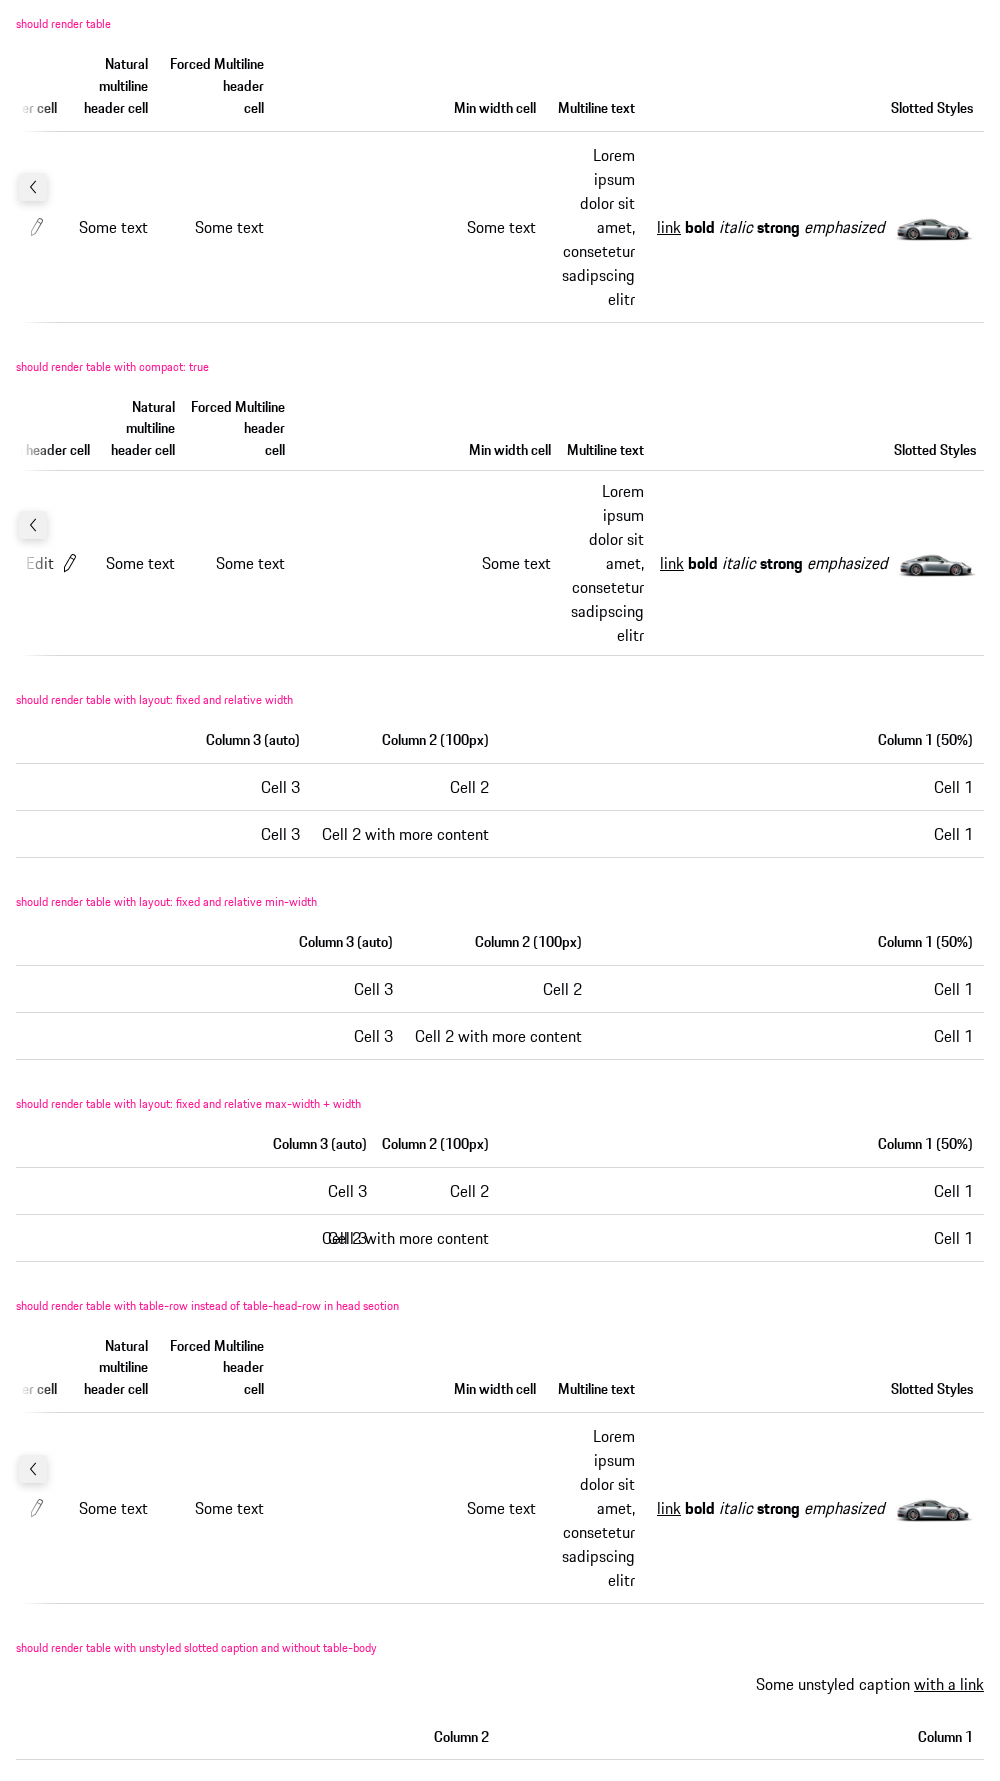 should render table
Natural
multiline
header cell
Forced Multiline
header
cell
er cell
Min width cell
Multiline text
Slotted Styles
Some text
Some text
Some text
Lorem
ipsum
dolor sit
amet,
consetetur
sadipscing
elitr
link bold italic strong emphasized
should render table with compact: true
header cell
Natural
multiline
header cell
Forced Multiline
header
cell
Min width cell
Multiline text
Slotted Styles
Edit
Some text
Some text
Some text
Lorem
ipsum
dolor sit
amet,
consetetur
sadipscing
elitr
link bold italic strong emphasized
should render table with layout: fixed and relative width
Column 3 (auto) Column 2 (100px) Column 1 (50%)
Cell 3 Cell 2 Cell 1
Cell 3 Cell 2 with more content Cell 1
should render table with layout: fixed and relative min-width
Column 3 (auto) Column 2 (100px) Column 1 (50%)
Cell 3 Cell 2 Cell 1
Cell 3 Cell 2 with more content Cell 1
should render table with layout: fixed and relative max-width + width
Column 3 (auto) Column 2 (100px) Column 1 (50%)
Cell 3 Cell 2 Cell 1
Cell 3 Cell 2 with more content Cell 1
should render table with table-row instead of table-head-row in head section
er cell
Natural
multiline
header cell
Forced Multiline
header
cell
Min width cell
Multiline text
Slotted Styles
Some text
Some text
Some text
Lorem
ipsum
dolor sit
amet,
consetetur
sadipscing
elitr
link bold italic strong emphasized
should render table with unstyled slotted caption and without table-body
Some unstyled caption with a link
Column 2 Column 1